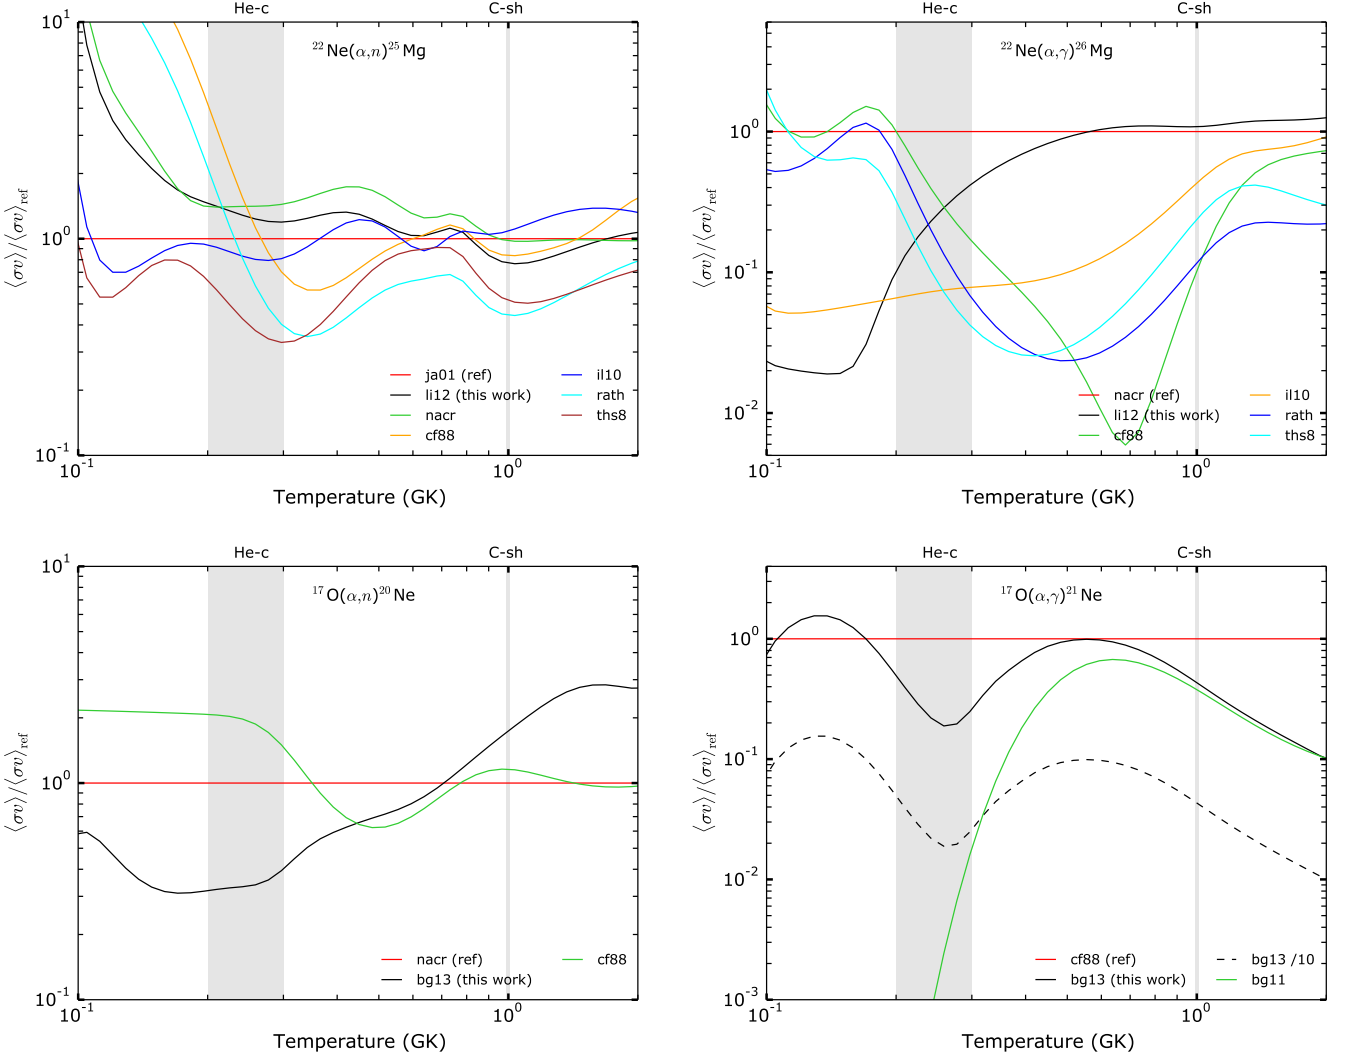 He-c C-sh
²²Ne(α,n)²⁵Mg
10¹
10⁰
10⁻¹
⟨σv⟩/⟨σv⟩ref
ja01 (ref)
li12 (this work)
nacr
cf88
il10
rath
ths8
10⁻¹ 10⁰
Temperature (GK)
He-c C-sh
²²Ne(α,γ)²⁶Mg
10⁰
10⁻¹
10⁻²
⟨σv⟩/⟨σv⟩ref
nacr (ref)
li12 (this work)
cf88
il10
rath
ths8
10⁻¹ 10⁰
Temperature (GK)
He-c C-sh
¹⁷O(α,n)²⁰Ne
10¹
10⁰
10⁻¹
⟨σv⟩/⟨σv⟩ref
nacr (ref)
bg13 (this work)
cf88
10⁻¹ 10⁰
Temperature (GK)
He-c C-sh
¹⁷O(α,γ)²¹Ne
10⁰
10⁻¹
10⁻²
10⁻³
⟨σv⟩/⟨σv⟩ref
cf88 (ref)
bg13 (this work)
bg13 /10
bg11
10⁻¹ 10⁰
Temperature (GK)